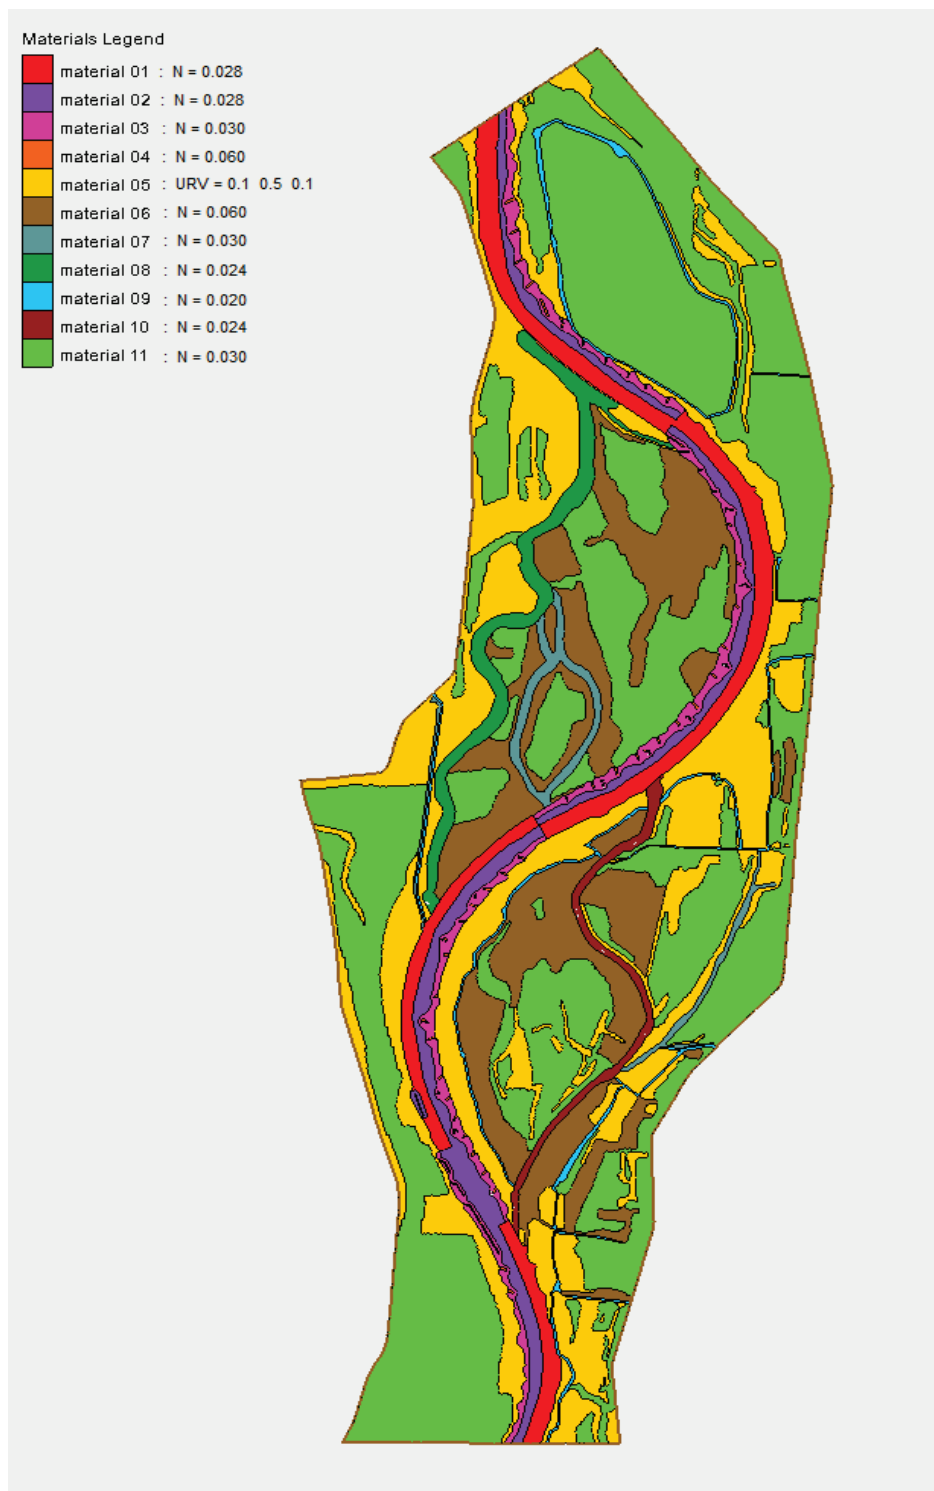 Materials Legend
material 01 : N = 0.028
material 02 : N = 0.028
material 03 : N = 0.030
material 04 : N = 0.060
material 05 : URV = 0.1 0.5 0.1
material 06 : N = 0.060
material 07 : N = 0.030
material 08 : N = 0.024
material 09 : N = 0.020
material 10 : N = 0.024
material 11 : N = 0.030